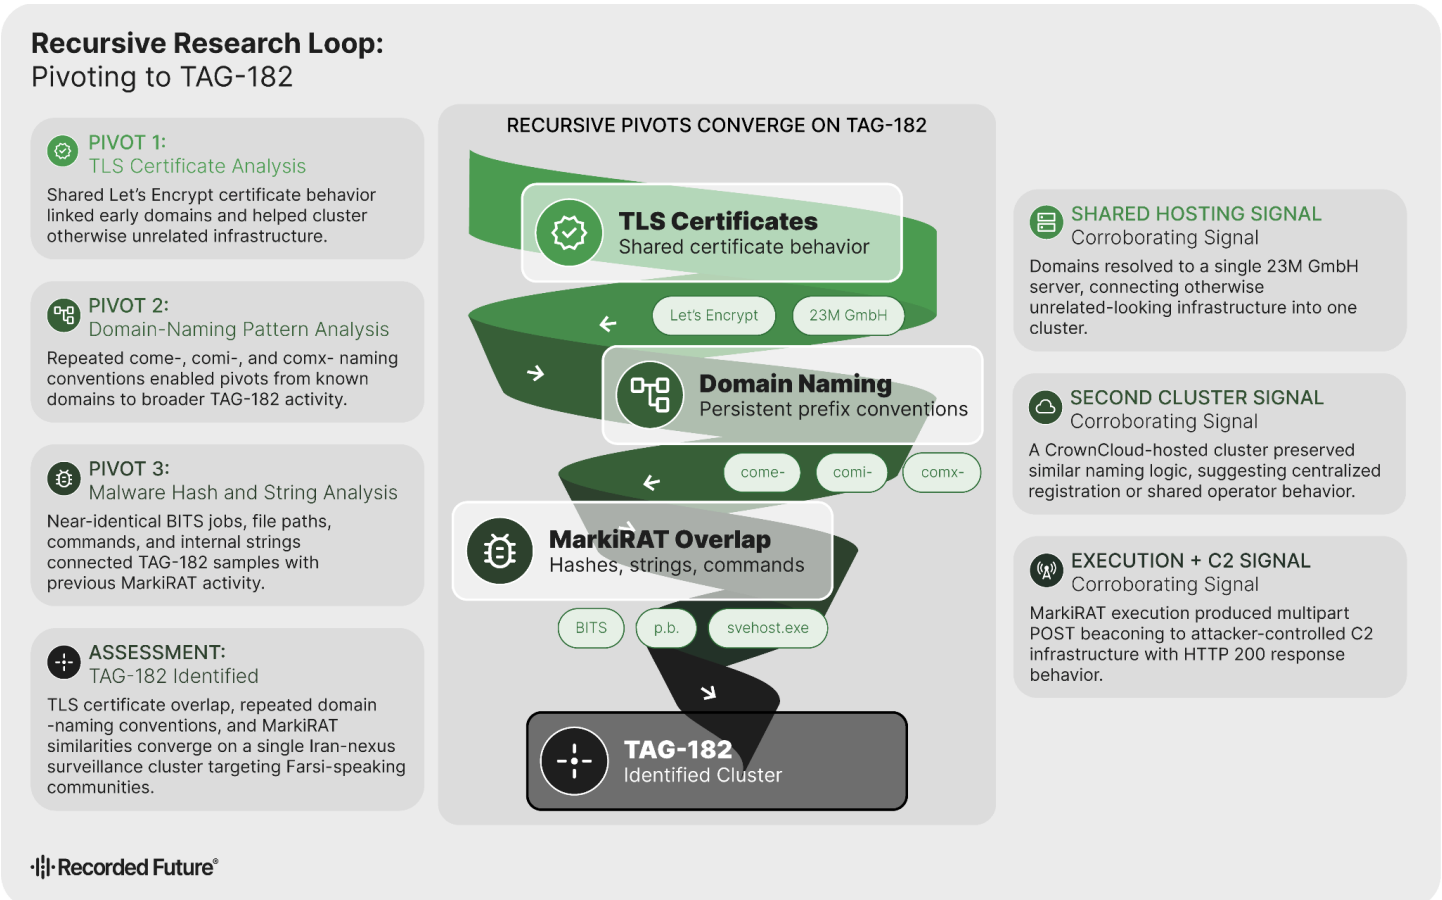 Recursive Research Loop:
Pivoting to TAG-182
PIVOT 1:
TLS Certificate Analysis
Shared Let's Encrypt certificate behavior
linked early domains and helped cluster
otherwise unrelated infrastructure.
PIVOT 2:
Domain-Naming Pattern Analysis
Repeated come-, comi-, and comx- naming
conventions enabled pivots from known
domains to broader TAG-182 activity.
PIVOT 3:
Malware Hash and String Analysis
Near-identical BITS jobs, file paths,
commands, and internal strings
connected TAG-182 samples with
previous MarkiRAT activity.
ASSESSMENT:
TAG-182 Identified
TLS certificate overlap, repeated domain
-naming conventions, and MarkiRAT
similarities converge on a single Iran-nexus
surveillance cluster targeting Farsi-speaking
communities.
RECURSIVE PIVOTS CONVERGE ON TAG-182
TLS Certificates
Shared certificate behavior
Let's Encrypt
23M GmbH
Domain Naming
Persistent prefix conventions
come-
comi-
comx-
MarkiRAT Overlap
Hashes, strings, commands
BITS
p.b.
svehost.exe
TAG-182
Identified Cluster
SHARED HOSTING SIGNAL
Corroborating Signal
Domains resolved to a single 23M GmbH
server, connecting otherwise
unrelated-looking infrastructure into one
cluster.
SECOND CLUSTER SIGNAL
Corroborating Signal
A CrownCloud-hosted cluster preserved
similar naming logic, suggesting centralized
registration or shared operator behavior.
EXECUTION + C2 SIGNAL
Corroborating Signal
MarkiRAT execution produced multipart
POST beaconing to attacker-controlled C2
infrastructure with HTTP 200 response
behavior.
Recorded Future®